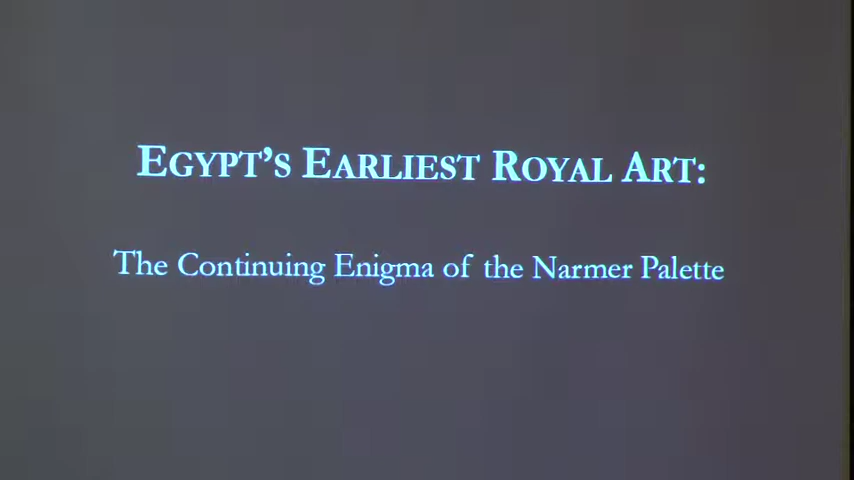 EGYPT'S EARLIEST ROYAL ART:
The Continuing Enigma of the Narmer Palette